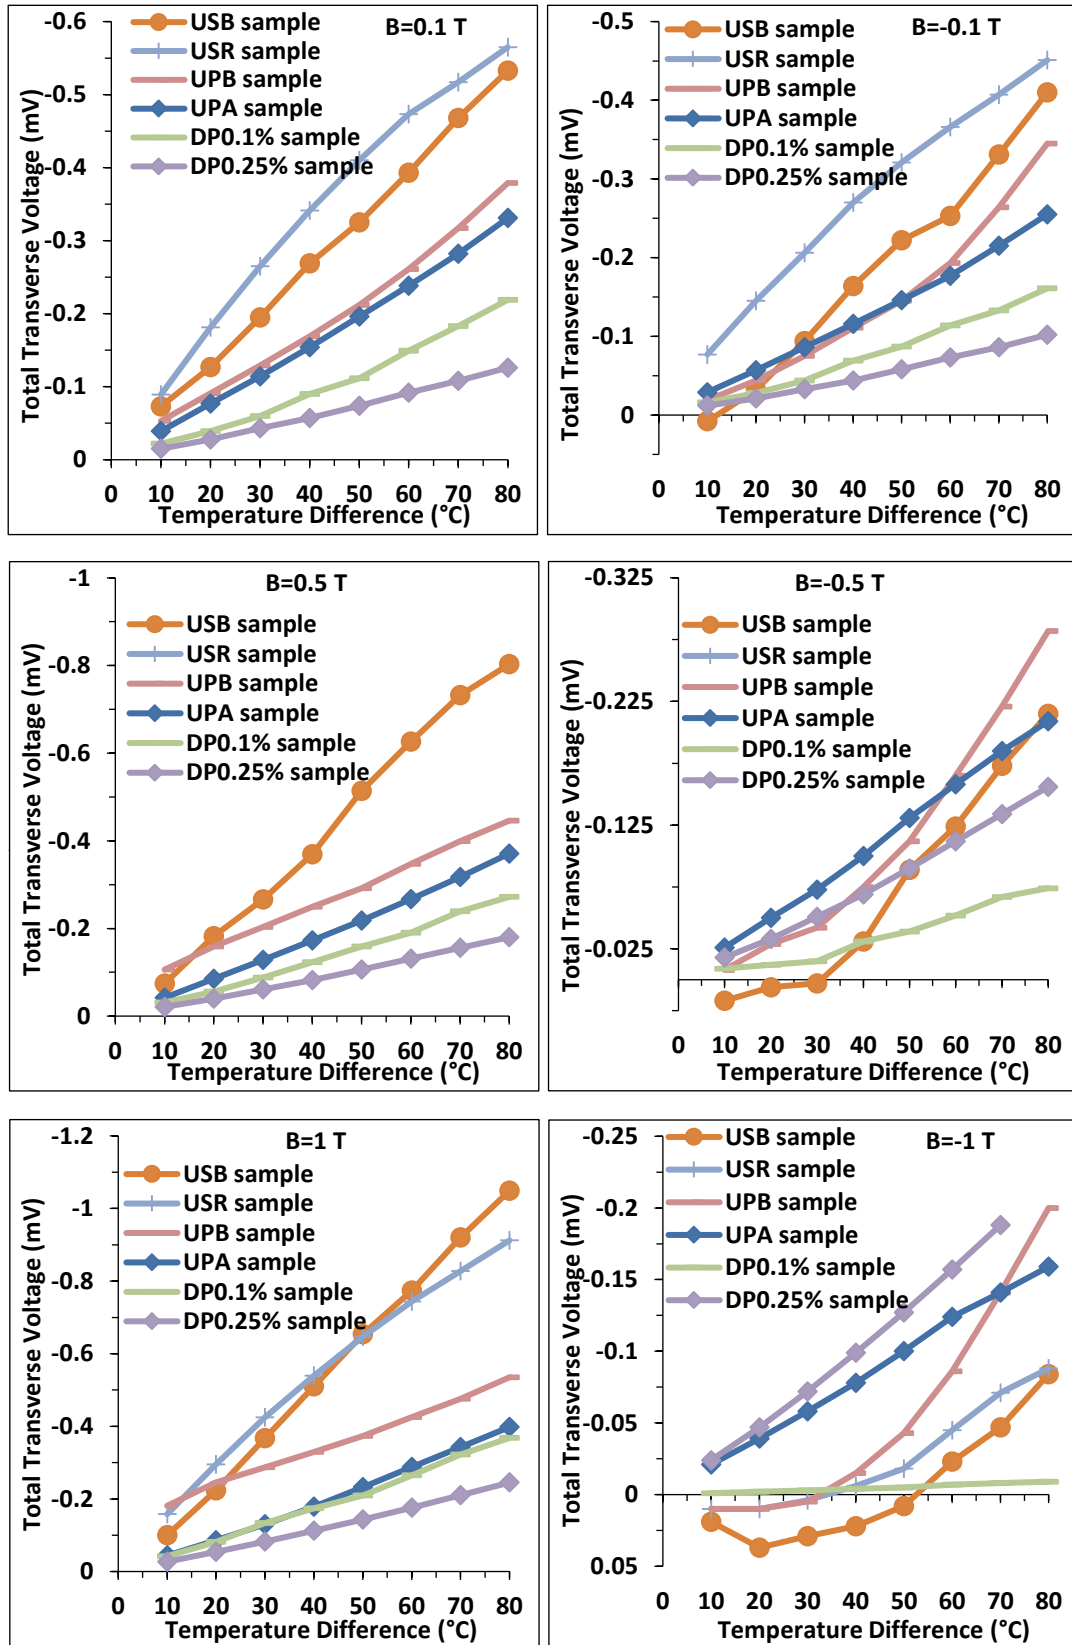 B=0.1 T
USB sample
USR sample
UPB sample
UPA sample
DP0.1% sample
DP0.25% sample
Total Transverse Voltage (mV)
-0.6
-0.5
-0.4
-0.3
-0.2
-0.1
0
0 10 20 30 40 50 60 70 80
Temperature Difference (°C)
B=-0.1 T
USB sample
USR sample
UPB sample
UPA sample
DP0.1% sample
DP0.25% sample
Total Transverse Voltage (mV)
-0.5
-0.4
-0.3
-0.2
-0.1
0
0 10 20 30 40 50 60 70 80
Temperature Difference (°C)
B=0.5 T
USB sample
USR sample
UPB sample
UPA sample
DP0.1% sample
DP0.25% sample
Total Transverse Voltage (mV)
-1
-0.8
-0.6
-0.4
-0.2
0
0 10 20 30 40 50 60 70 80
Temperature Difference (°C)
B=-0.5 T
USB sample
USR sample
UPB sample
UPA sample
DP0.1% sample
DP0.25% sample
Total Transverse Voltage (mV)
-0.325
-0.225
-0.125
-0.025
0 10 20 30 40 50 60 70 80
Temperature Difference (°C)
B=1 T
USB sample
USR sample
UPB sample
UPA sample
DP0.1% sample
DP0.25% sample
Total Transverse Voltage (mV)
-1.2
-1
-0.8
-0.6
-0.4
-0.2
0
0 10 20 30 40 50 60 70 80
Temperature Difference (°C)
B=-1 T
USB sample
USR sample
UPB sample
UPA sample
DP0.1% sample
DP0.25% sample
Total Transverse Voltage (mV)
-0.25
-0.2
-0.15
-0.1
-0.05
0
0.05
0 10 20 30 40 50 60 70 80
Temperature Difference (°C)